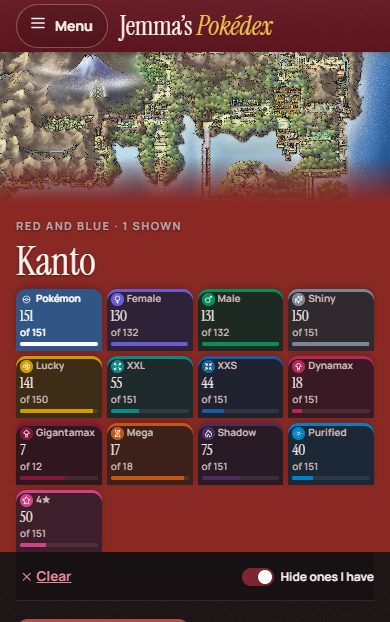 Menu
Jemma's Pokédex
RED AND BLUE · 1 SHOWN
Kanto
Pokémon
151
of 151
Female
130
of 132
Male
131
of 132
Shiny
150
of 151
Lucky
141
of 150
XXL
55
of 151
XXS
44
of 151
Dynamax
18
of 151
Gigantamax
7
of 12
Mega
17
of 18
Shadow
75
of 151
Purified
40
of 151
4★
50
of 151
× Clear
Hide ones I have